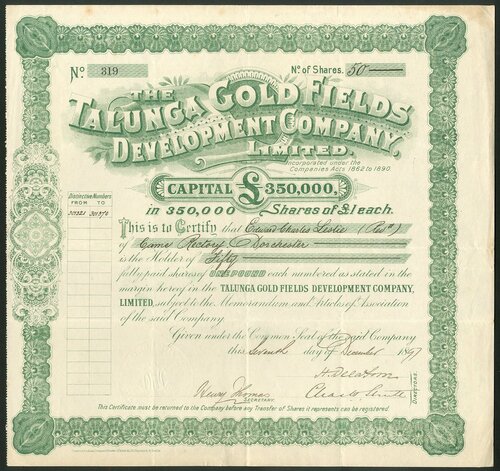 No. 319
No. of Shares. 50
THE
TALUNGA GOLD FIELDS
DEVELOPMENT COMPANY,
LIMITED.
Incorporated under the
Companies Acts 1862 to 1890.
CAPITAL £350,000,
in 350,000 Shares of £1 each.
Distinctive Numbers
FROM TO
This is to Certify that Edward Charles Leslie (Revd)
of Came Rectory Dorchester
is the Holder of Fifty
fully paid shares of ONE POUND each numbered as stated in the
margin hereof in the TALUNGA GOLD FIELDS DEVELOPMENT COMPANY,
LIMITED, subject to the Memorandum and Articles of Association
of the said Company.
Given under the Common Seal of the said Company
this Seventh day of December 1897
Henry Thomas
SECRETARY.
DIRECTORS.
This Certificate must be returned to the Company before any Transfer of Shares it represents can be registered.